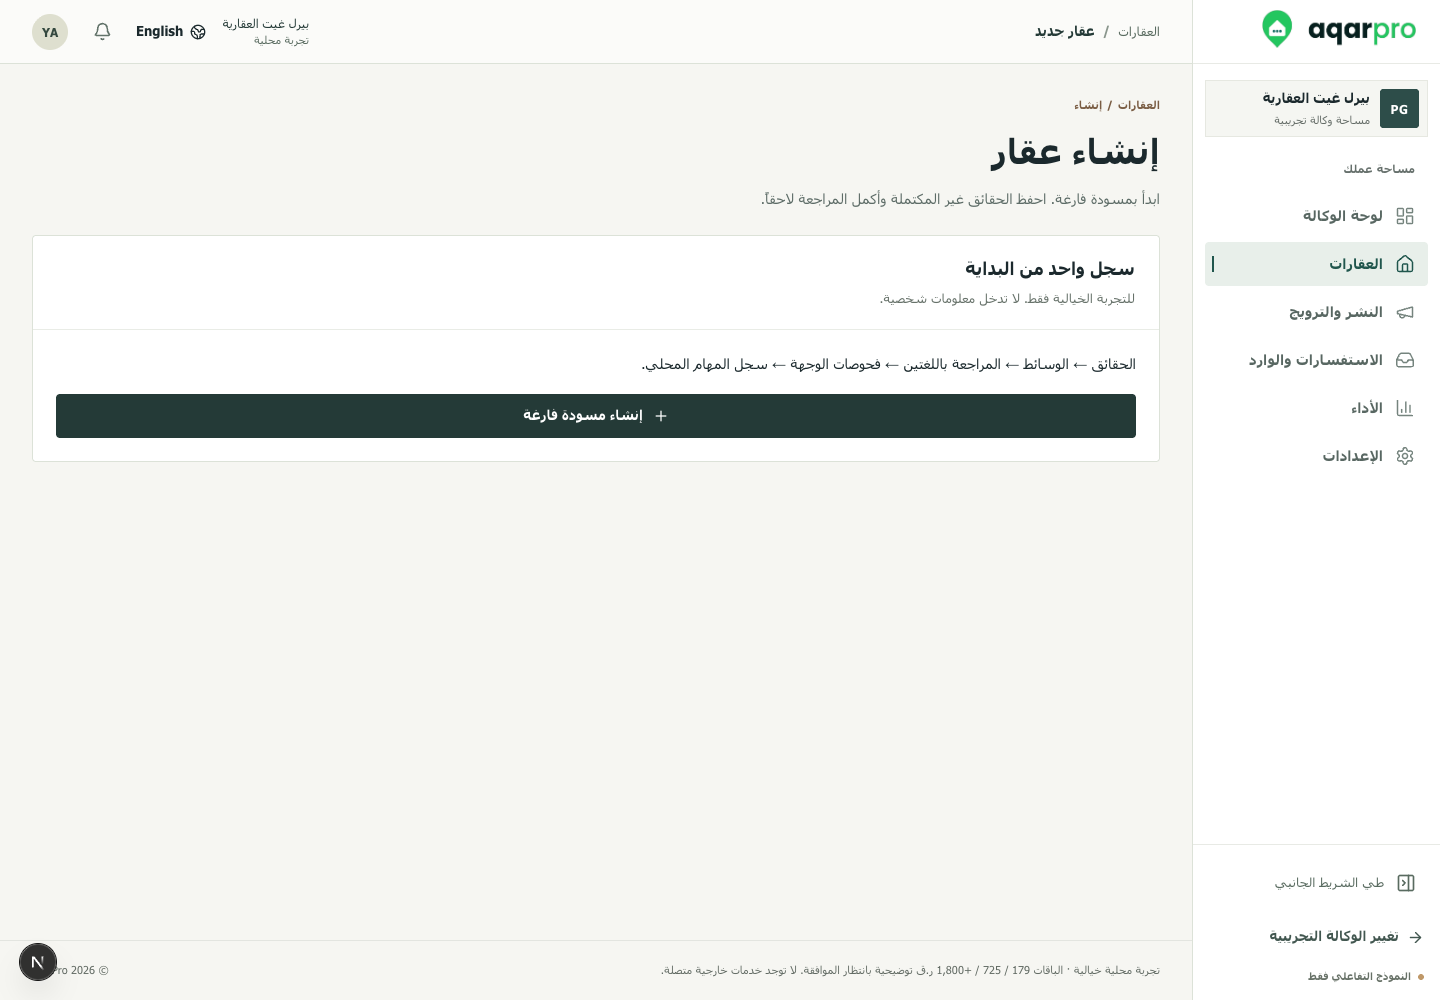 aqarpro
PG
بيرل غيت العقارية
مساحة وكالة تجريبية
مساحة عملك
لوحة الوكالة
العقارات
النشر والترويج
الاستفسارات والوارد
الأداء
الإعدادات
طي الشريط الجانبي
تغيير الوكالة التجريبية
النموذج التفاعلي فقط
العقارات / عقار جديد
بيرل غيت العقارية
تجربة محلية
English
YA
العقارات / إنشاء
إنشاء عقار
ابدأ بمسودة فارغة. احفظ الحقائق غير المكتملة وأكمل المراجعة لاحقاً.
سجل واحد من البداية
للتجربة الخيالية فقط. لا تدخل معلومات شخصية.
الحقائق ← الوسائط ← المراجعة باللغتين ← فحوصات الوجهة ← سجل المهام المحلي.
إنشاء مسودة فارغة
تجربة محلية خيالية · الباقات 179 / 725 / 1,800+ ر.ق توضيحية بانتظار الموافقة. لا توجد خدمات خارجية متصلة.
© 2026
N